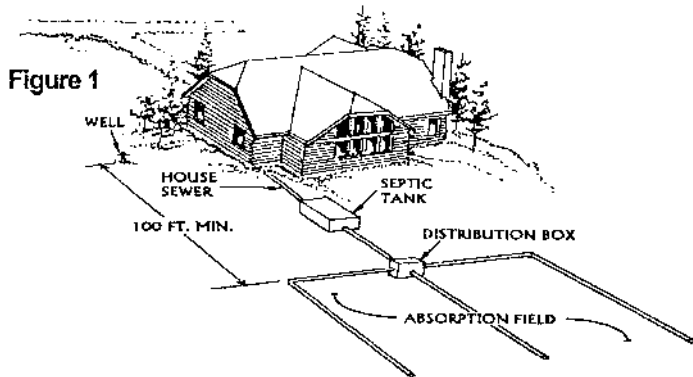 Figure 1
WELL
HOUSE
SEWER
SEPTIC
TANK
100 FT. MIN.
DISTRIBUTION BOX
ABSORPTION FIELD